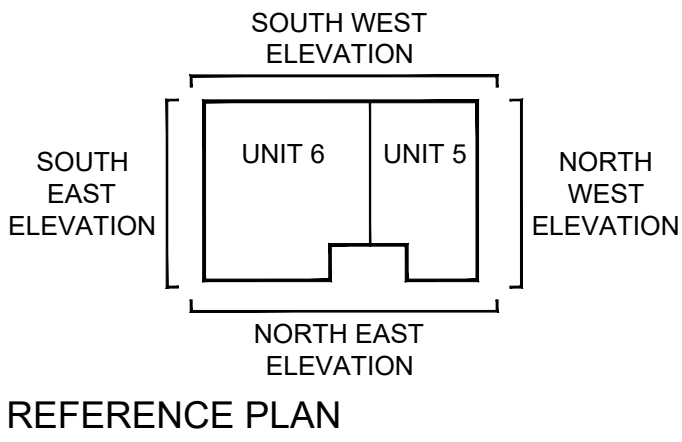 SOUTH WEST
ELEVATION
UNIT 6
UNIT 5
SOUTH
EAST
ELEVATION
NORTH
WEST
ELEVATION
NORTH EAST
ELEVATION
REFERENCE PLAN